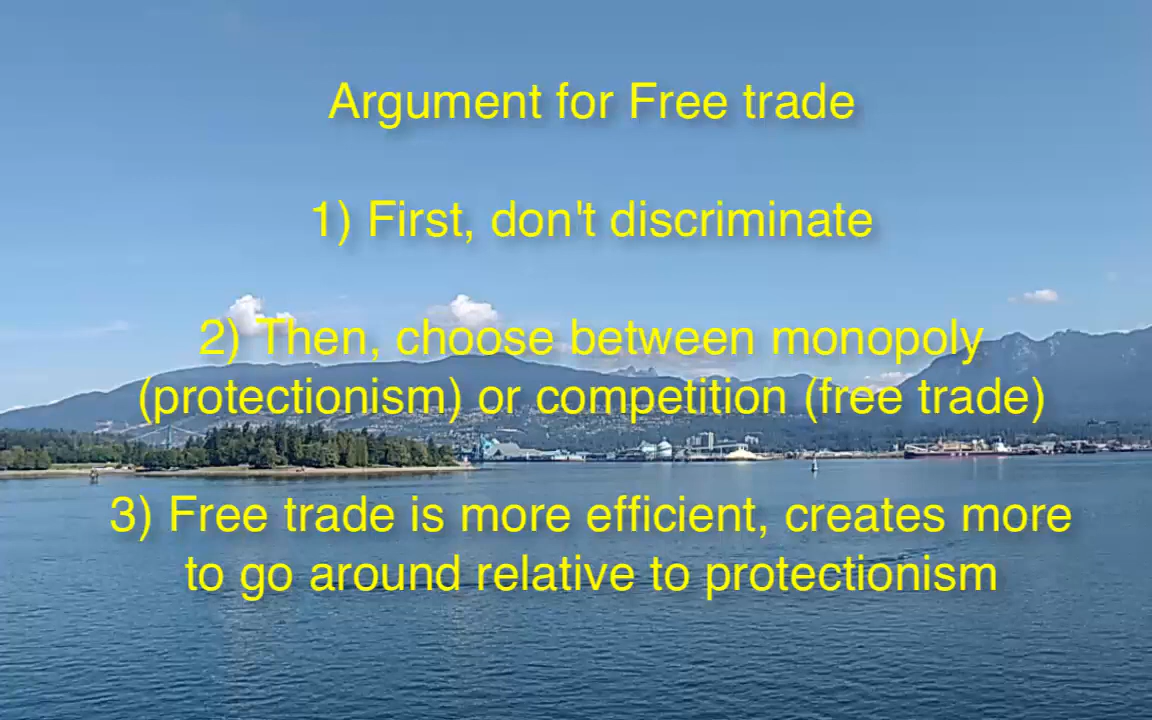 Argument for Free trade
1) First, don't discriminate
2) Then, choose between monopoly
(protectionism) or competition (free trade)
3) Free trade is more efficient, creates more
to go around relative to protectionism